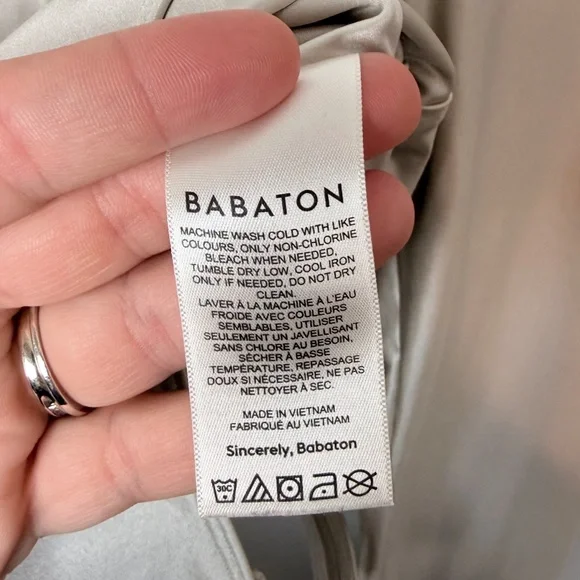 BABATON
MACHINE WASH COLD WITH LIKE
COLOURS, ONLY NON-CHLORINE
BLEACH WHEN NEEDED,
TUMBLE DRY LOW, COOL IRON
ONLY IF NEEDED, DO NOT DRY
CLEAN.
LAVER À LA MACHINE À L'EAU
FROIDE AVEC COULEURS
SEMBLABLES, UTILISER
SEULEMENT UN JAVELLISANT
SANS CHLORE AU BESOIN,
SÉCHER À BASSE
TEMPÉRATURE, REPASSAGE
DOUX SI NÉCESSAIRE, NE PAS
NETTOYER À SEC.
MADE IN VIETNAM
FABRIQUÉ AU VIETNAM
Sincerely, Babaton
30C